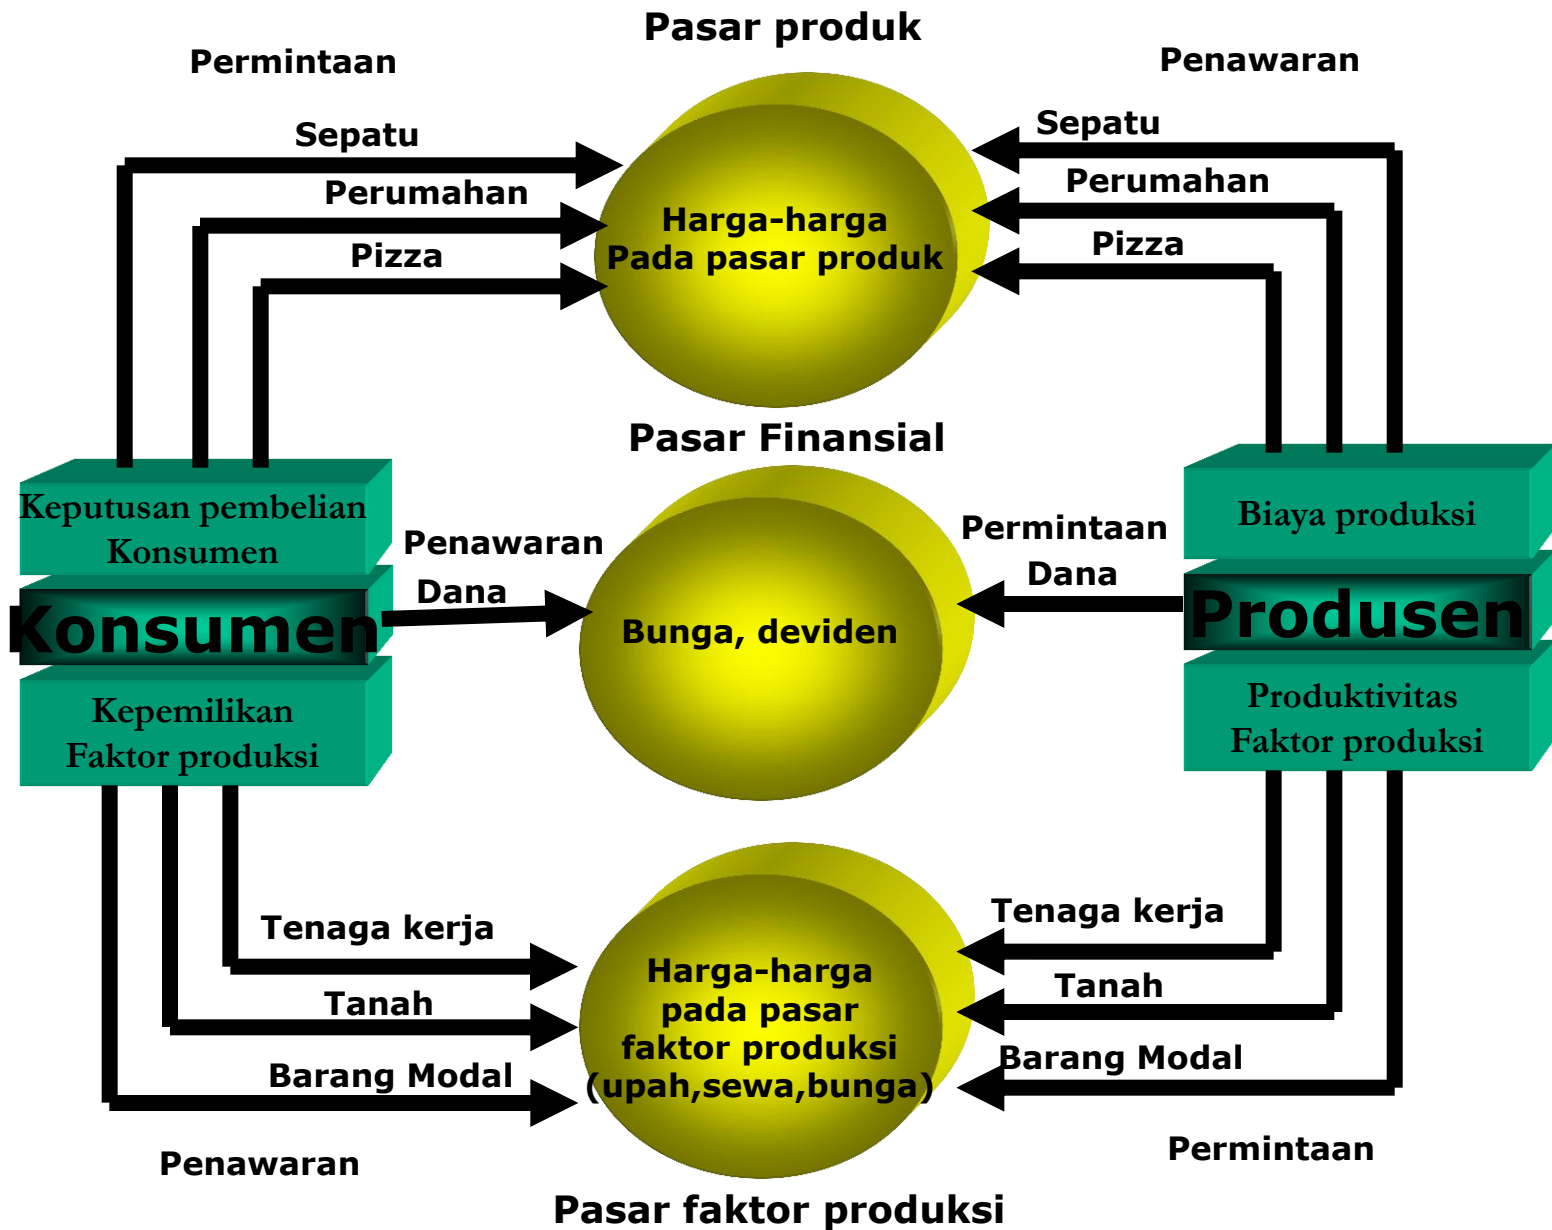 Pasar produk
Permintaan
Penawaran
Sepatu
Sepatu
Perumahan
Perumahan
Pizza
Pizza
Harga-harga
Pada pasar produk
Pasar Finansial
Keputusan pembelian
Konsumen
Biaya produksi
Penawaran
Dana
Permintaan
Dana
Konsumen
Bunga, deviden
Produsen
Kepemilikan
Faktor produksi
Produktivitas
Faktor produksi
Tenaga kerja
Tenaga kerja
Tanah
Tanah
Barang Modal
Barang Modal
Harga-harga
pada pasar
faktor produksi
(upah,sewa,bunga)
Penawaran
Permintaan
Pasar faktor produksi